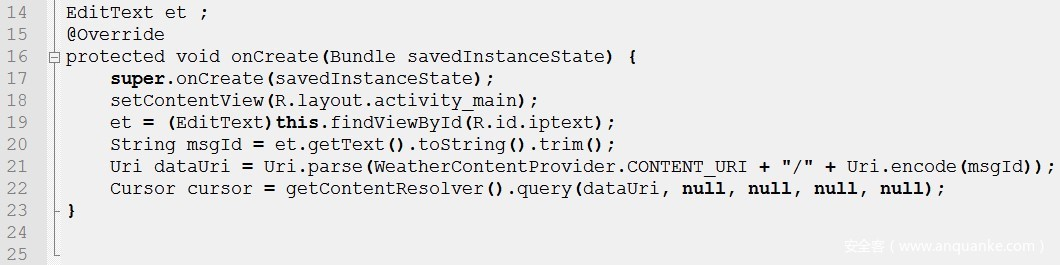 14 EditText et ;
15 @Override
16 protected void onCreate(Bundle savedInstanceState) {
17 super.onCreate(savedInstanceState);
18 setContentView(R.layout.activity_main);
19 et = (EditText)this.findViewById(R.id.iptext);
20 String msgId = et.getText().toString().trim();
21 Uri dataUri = Uri.parse(WeatherContentProvider.CONTENT_URI + "/" + Uri.encode(msgId));
22 Cursor cursor = getContentResolver().query(dataUri, null, null, null, null);
23 }
24
25
安全客（www.anquanke.com）